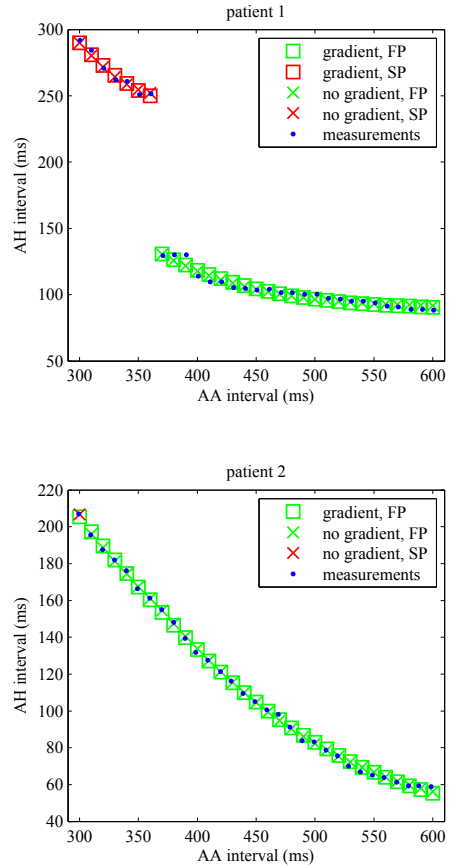 patient 1
300
250
200
150
100
50
AH interval (ms)
gradient, FP
gradient, SP
no gradient, FP
no gradient, SP
measurements
300 350 400 450 500 550 600
AA interval (ms)
patient 2
220
200
180
160
140
120
100
80
60
40
AH interval (ms)
gradient, FP
no gradient, FP
no gradient, SP
measurements
300 350 400 450 500 550 600
AA interval (ms)